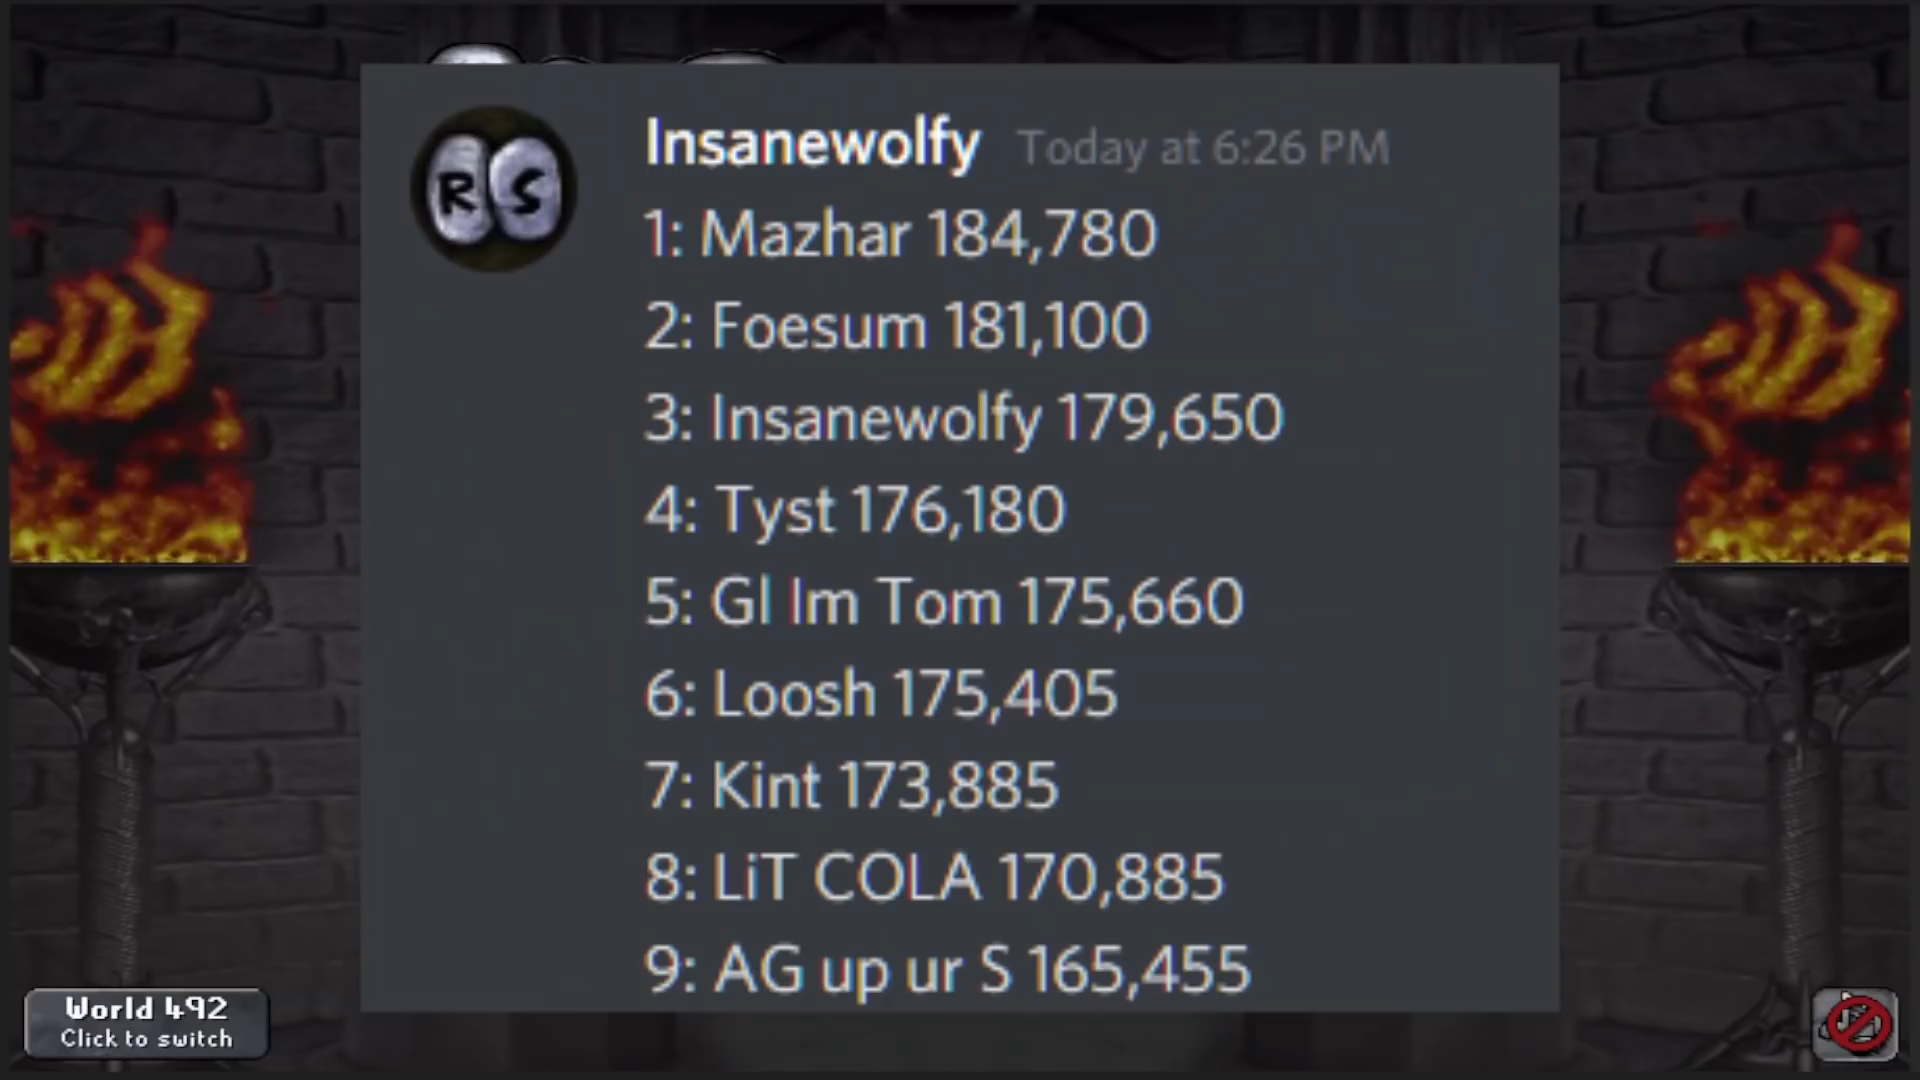 RS
Insanewolfy Today at 6:26 PM
1: Mazhar 184,780
2: Foesum 181,100
3: Insanewolfy 179,650
4: Tyst 176,180
5: Gl Im Tom 175,660
6: Loosh 175,405
7: Kint 173,885
8: LiT COLA 170,885
9: AG up ur S 165,455
World 492
Click to switch